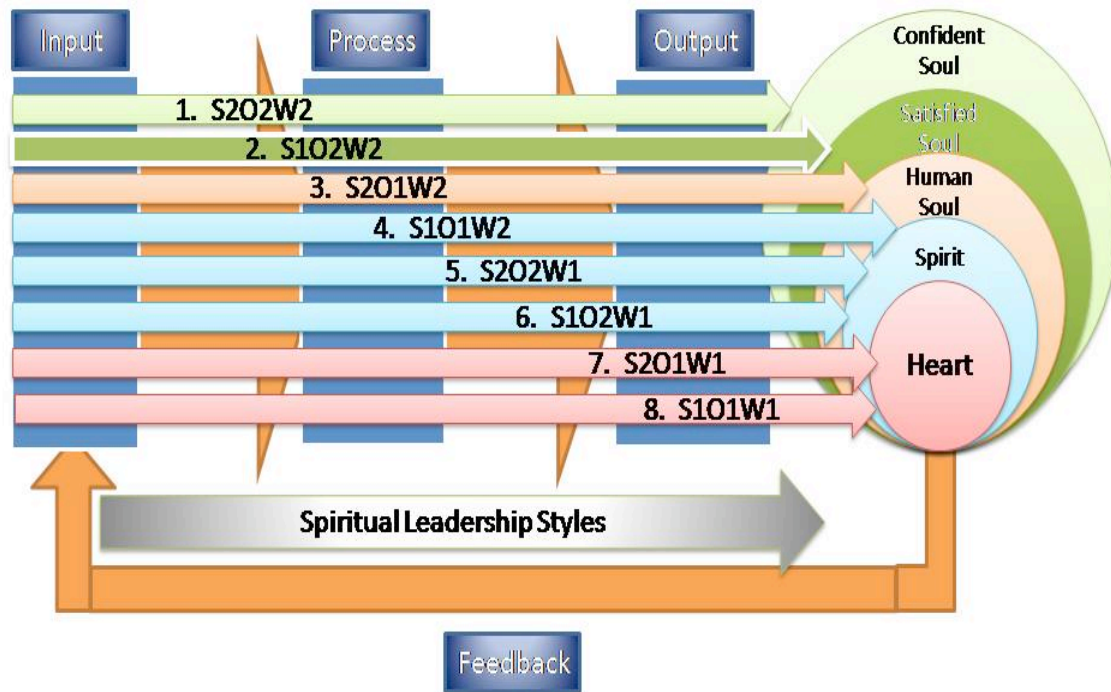 Input
Process
Output
Confident
Soul
1. S2O2W2
Satisfied
Soul
2. S1O2W2
3. S2O1W2
Human
Soul
4. S1O1W2
Spirit
5. S2O2W1
6. S1O2W1
7. S2O1W1
Heart
8. S1O1W1
Spiritual Leadership Styles
Feedback